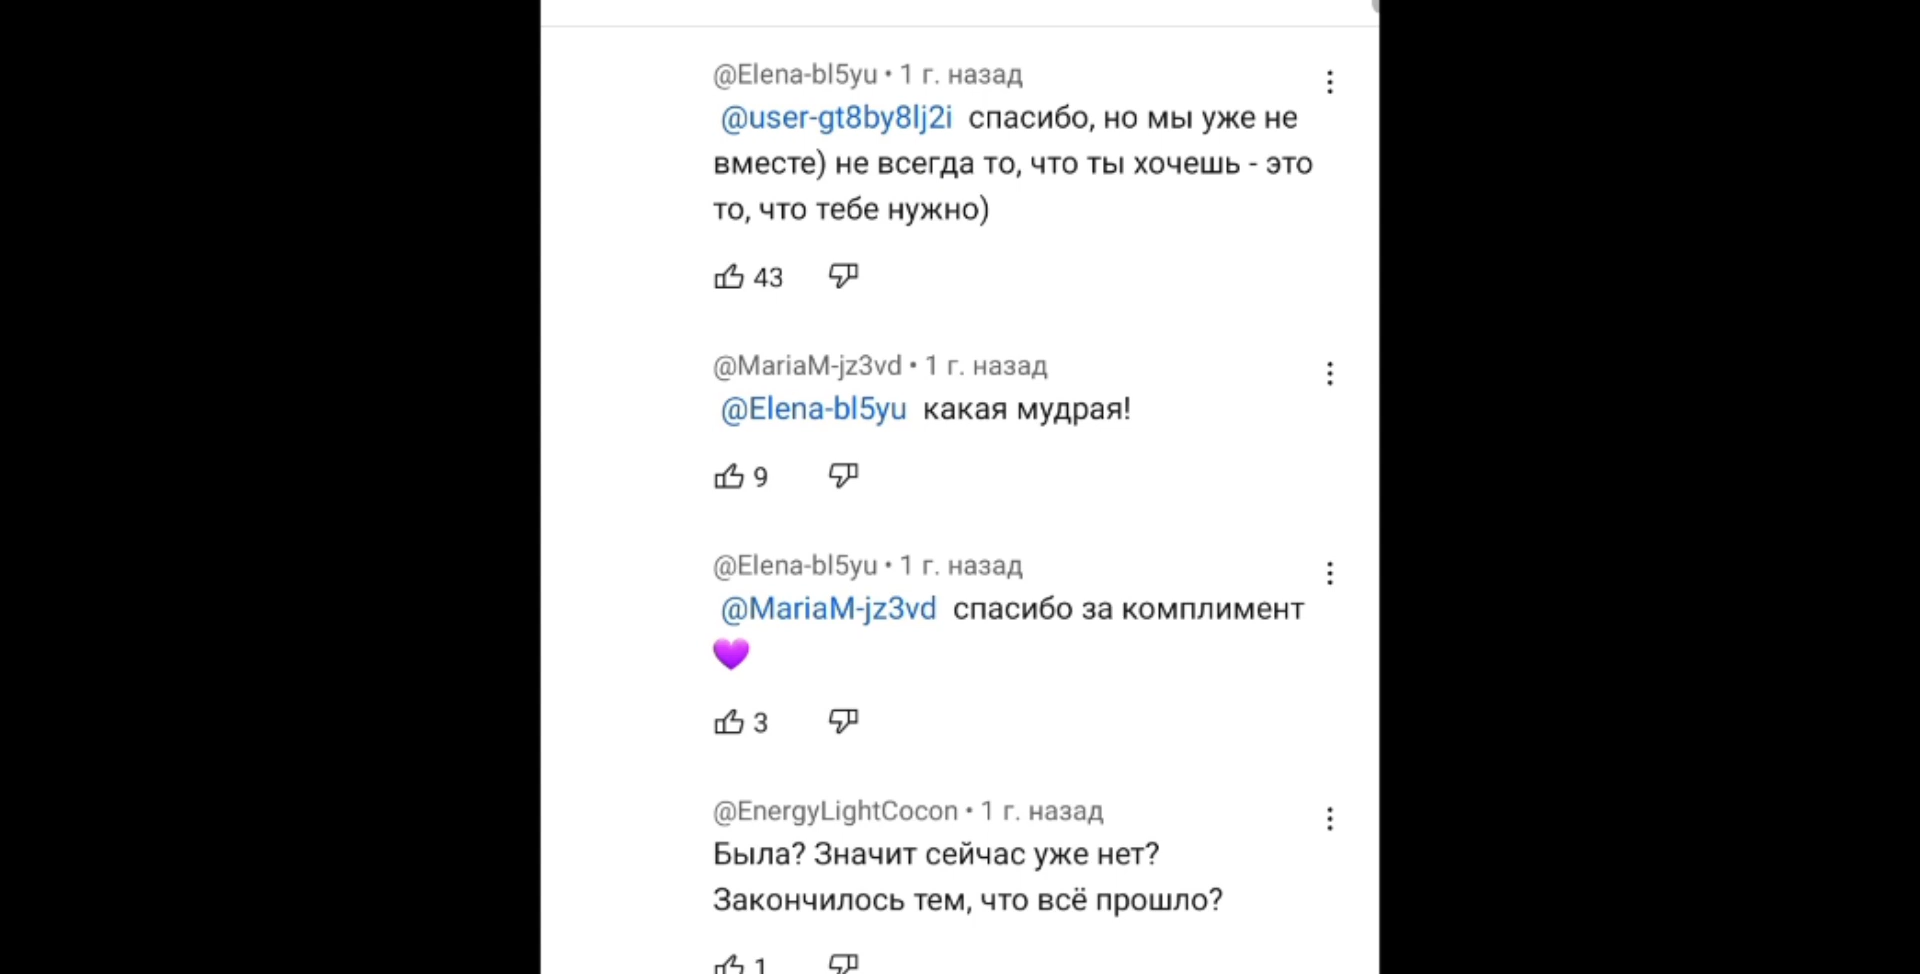 @Elena-bl5yu • 1 г. назад
@user-gt8by8lj2i спасибо, но мы уже не
вместе) не всегда то, что ты хочешь - это
то, что тебе нужно)
43
@MariaM-jz3vd • 1 г. назад
@Elena-bl5yu какая мудрая!
9
@Elena-bl5yu • 1 г. назад
@MariaM-jz3vd спасибо за комплимент
💜
3
@EnergyLightCocon • 1 г. назад
Была? Значит сейчас уже нет?
Закончилось тем, что всё прошло?
1